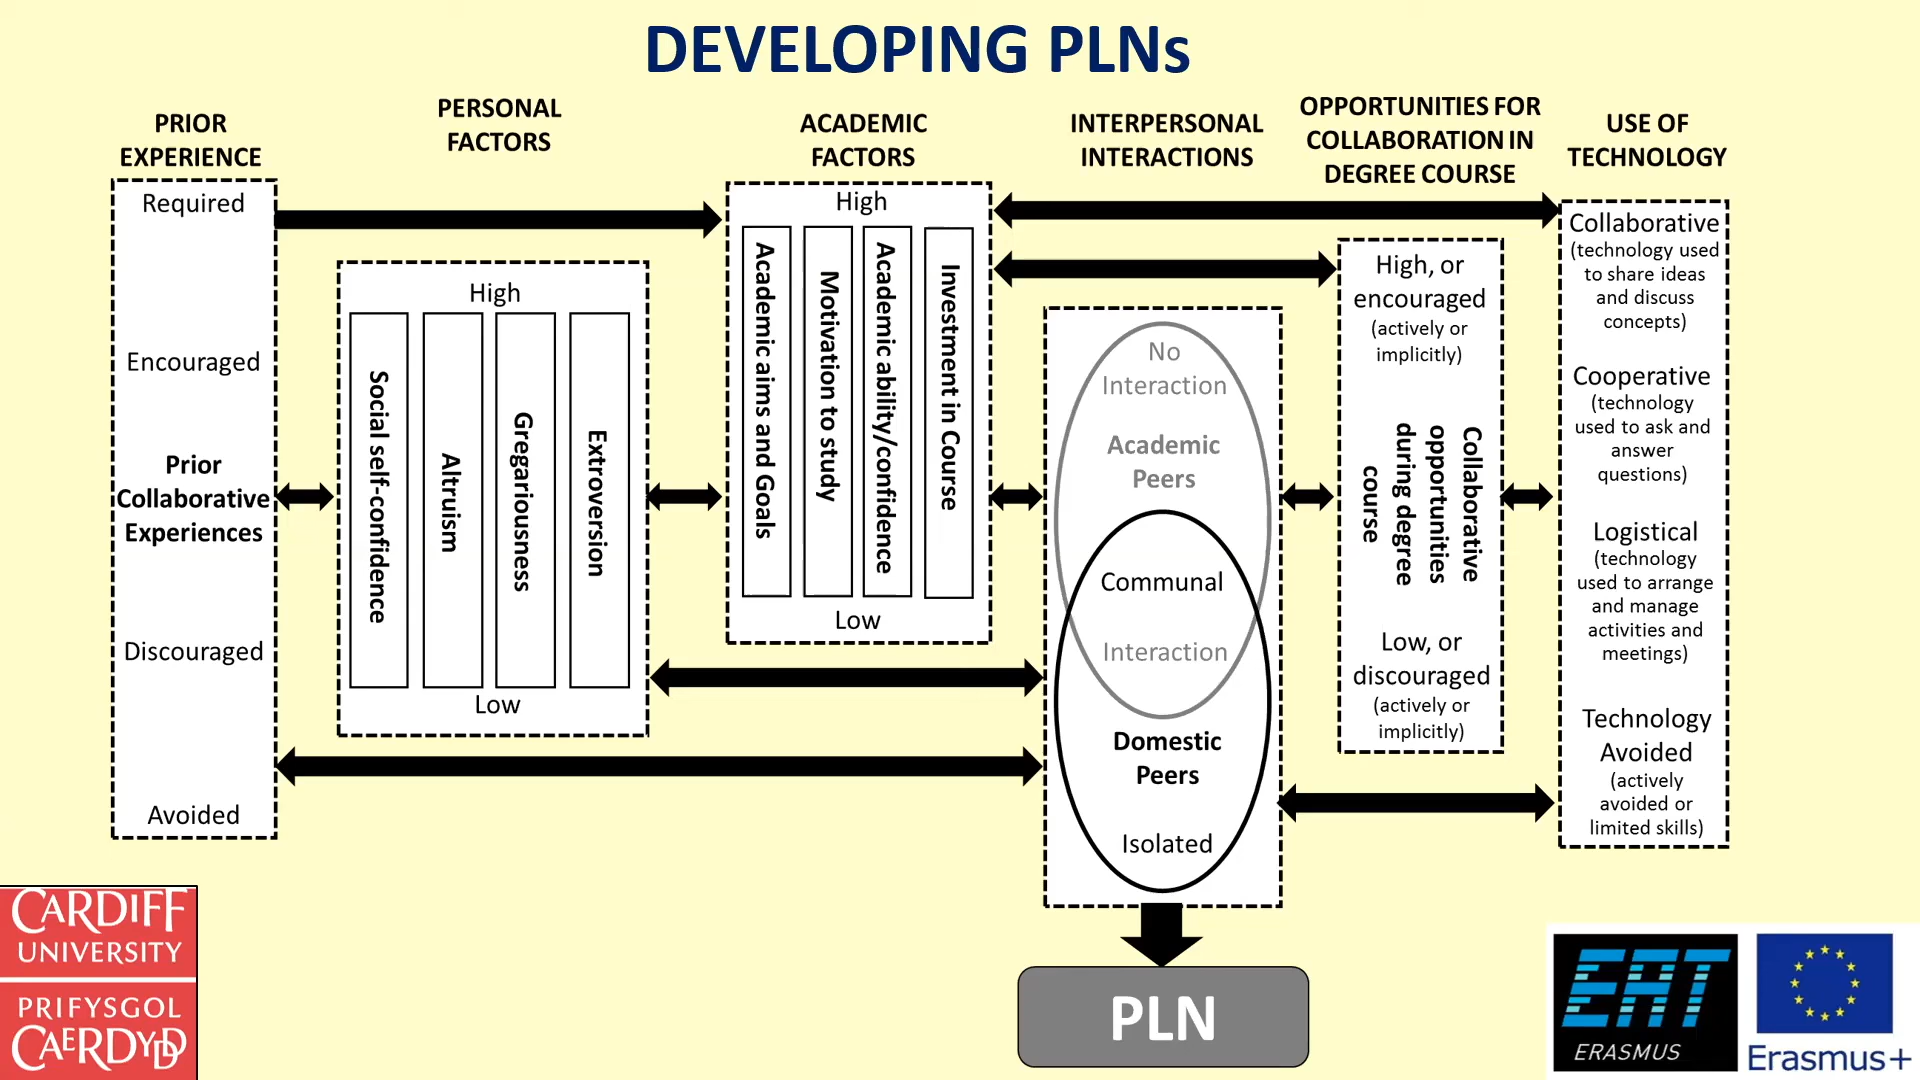 DEVELOPING PLNs
PRIOR
EXPERIENCE
Required
Encouraged
Prior
Collaborative
Experiences
Discouraged
Avoided
PERSONAL
FACTORS
High
Social self-confidence
Altruism
Gregariousness
Extroversion
Low
ACADEMIC
FACTORS
High
Academic aims and Goals
Motivation to study
Academic ability/confidence
Investment in Course
Low
INTERPERSONAL
INTERACTIONS
No
Interaction
Academic
Peers
Communal
Interaction
Domestic
Peers
Isolated
OPPORTUNITIES FOR
COLLABORATION IN
DEGREE COURSE
High, or
encouraged
(actively or
implicitly)
Collaborative
opportunities
during degree
course
Low, or
discouraged
(actively or
implicitly)
USE OF
TECHNOLOGY
Collaborative
(technology used
to share ideas
and discuss
concepts)
Cooperative
(technology
used to ask and
answer
questions)
Logistical
(technology
used to arrange
and manage
activities and
meetings)
Technology
Avoided
(actively
avoided or
limited skills)
PLN
CARDIFF
UNIVERSITY
PRIFYSGOL
CAERDYDD
EAT
ERASMUS
Erasmus+